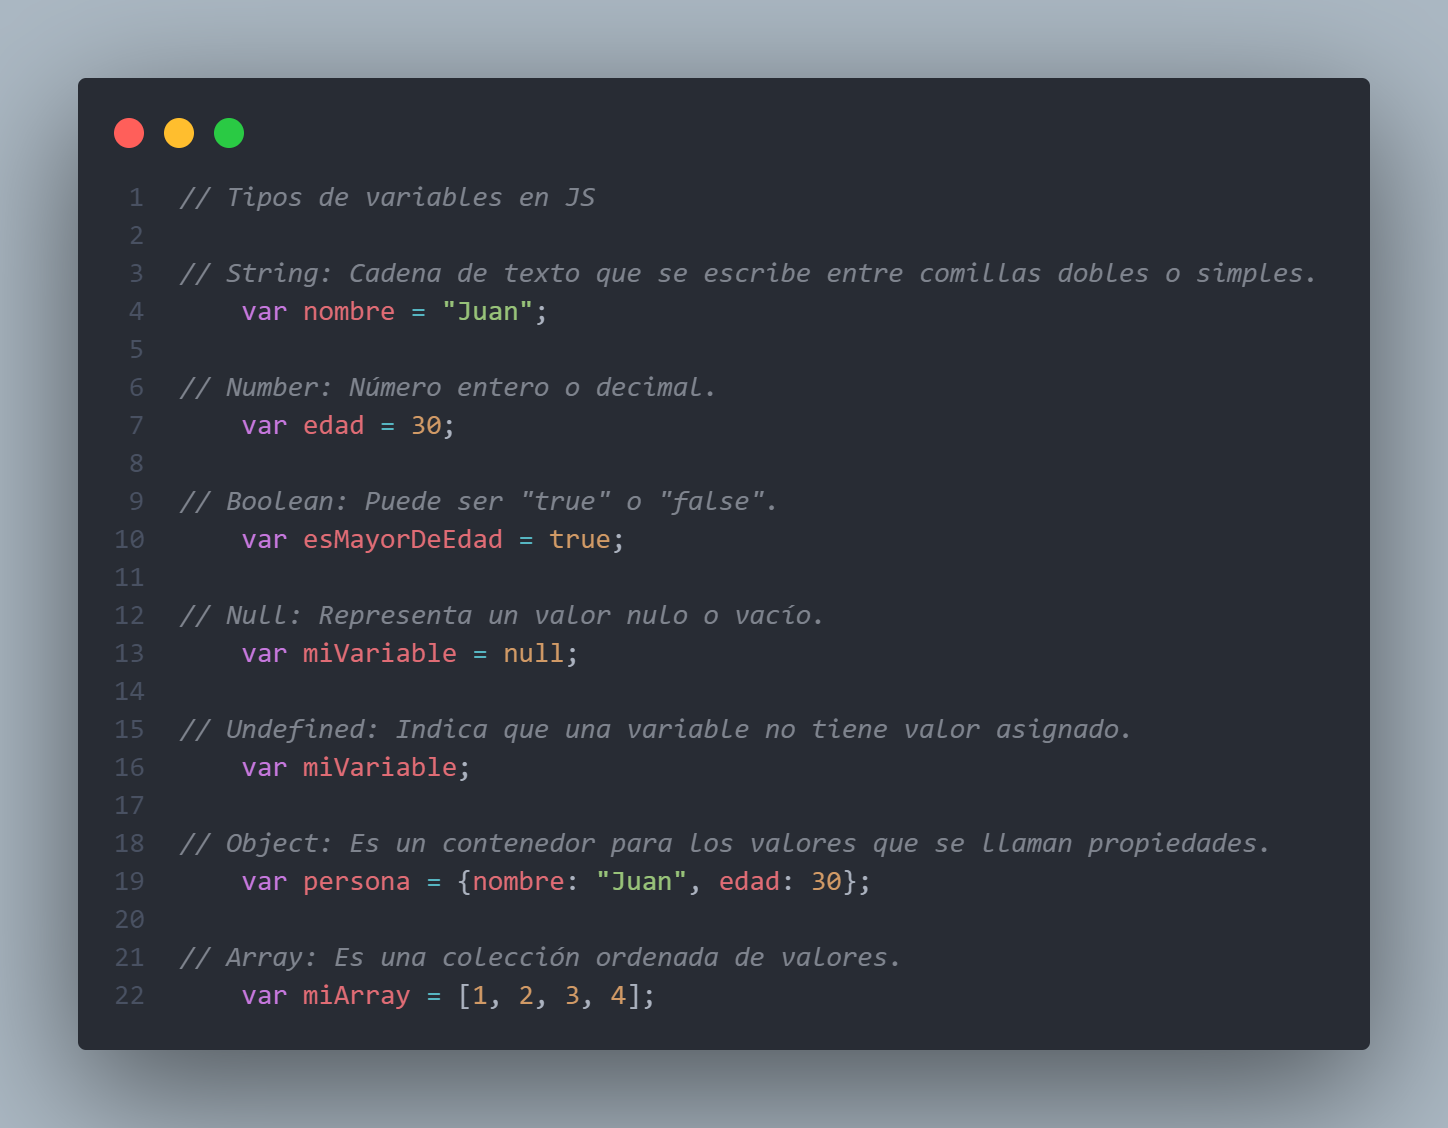 1 // Tipos de variables en JS
2
3 // String: Cadena de texto que se escribe entre comillas dobles o simples.
4     var nombre = "Juan";
5
6 // Number: Número entero o decimal.
7     var edad = 30;
8
9 // Boolean: Puede ser "true" o "false".
10     var esMayorDeEdad = true;
11
12 // Null: Representa un valor nulo o vacío.
13     var miVariable = null;
14
15 // Undefined: Indica que una variable no tiene valor asignado.
16     var miVariable;
17
18 // Object: Es un contenedor para los valores que se llaman propiedades.
19     var persona = {nombre: "Juan", edad: 30};
20
21 // Array: Es una colección ordenada de valores.
22     var miArray = [1, 2, 3, 4];